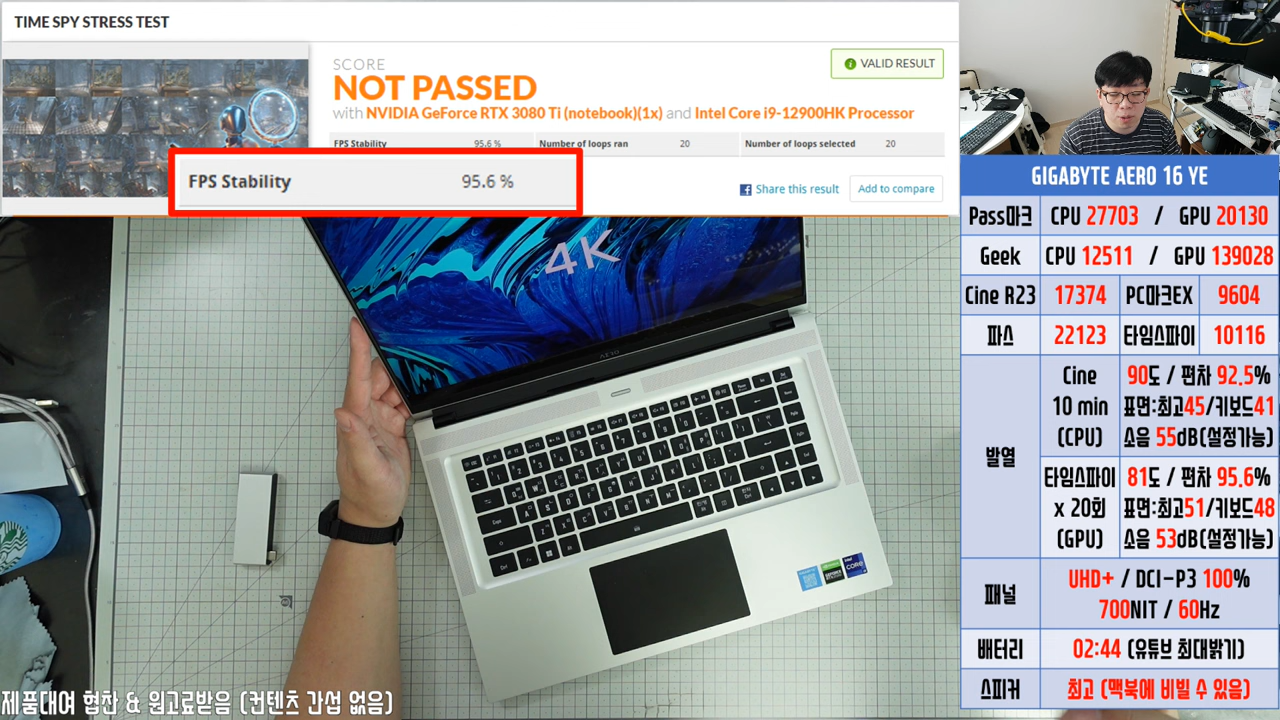 TIME SPY STRESS TEST
SCORE
VALID RESULT
NOT PASSED
with NVIDIA GeForce RTX 3080 Ti (notebook)(1x) and Intel Core i9-12900HK Processor
FPS Stability 95.6 % Number of loops ran 20 Number of loops selected 20
FPS Stability 95.6 %
Share this result Add to compare
4K
AERO
GIGABYTE AERO 16 YE
Pass마크 CPU 27703 / GPU 20130
Geek CPU 12511 / GPU 139028
Cine R23 17374 PC마크EX 9604
파스 22123 타임스파이 10116
발열
Cine
10 min
(CPU)
90도 / 편차 92.5%
표면:최고45/키보드41
소음 55dB(설정가능)
타임스파이
x 20회
(GPU)
81도 / 편차 95.6%
표면:최고51/키보드48
소음 53dB(설정가능)
패널 UHD+ / DCI-P3 100%
700NIT / 60Hz
배터리 02:44 (유튜브 최대밝기)
스피커 최고 (맥북에 비빌 수 있음)
제품대여 협찬 & 원고료받음 (컨텐츠 간섭 없음)